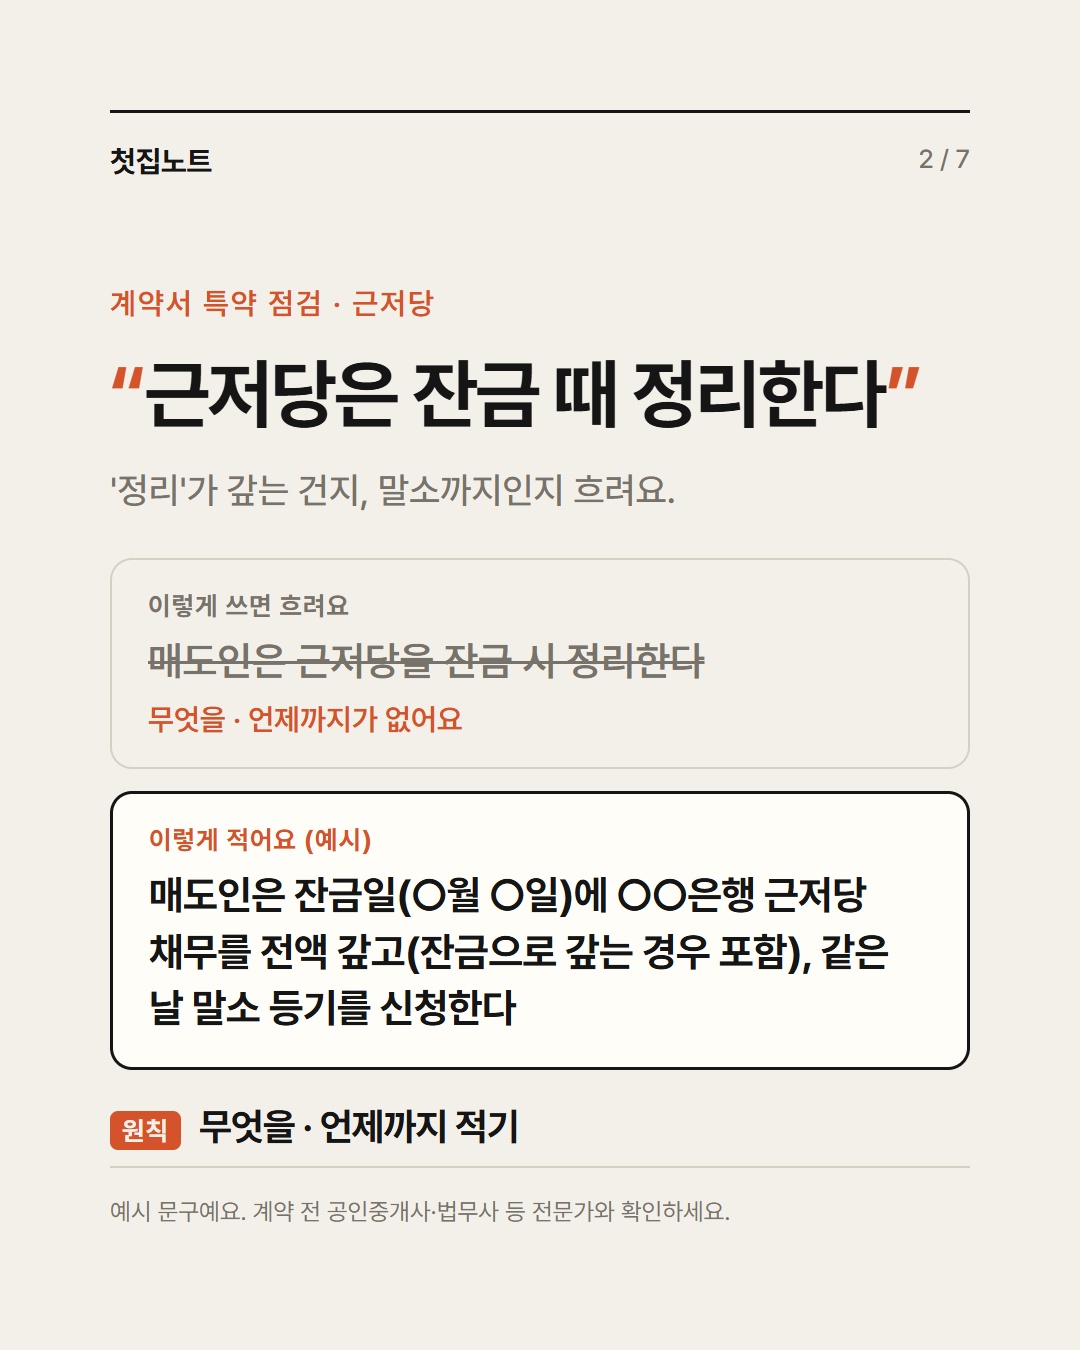 첫집노트
2 / 7
계약서 특약 점검 · 근저당
“근저당은 잔금 때 정리한다”
'정리'가 갚는 건지, 말소까지인지 흐려요.
이렇게 쓰면 흐려요
매도인은 근저당을 잔금 시 정리한다
무엇을 · 언제까지가 없어요
이렇게 적어요 (예시)
매도인은 잔금일(○월 ○일)에 ○○은행 근저당
채무를 전액 갚고(잔금으로 갚는 경우 포함), 같은
날 말소 등기를 신청한다
원칙 무엇을 · 언제까지 적기
예시 문구예요. 계약 전 공인중개사·법무사 등 전문가와 확인하세요.